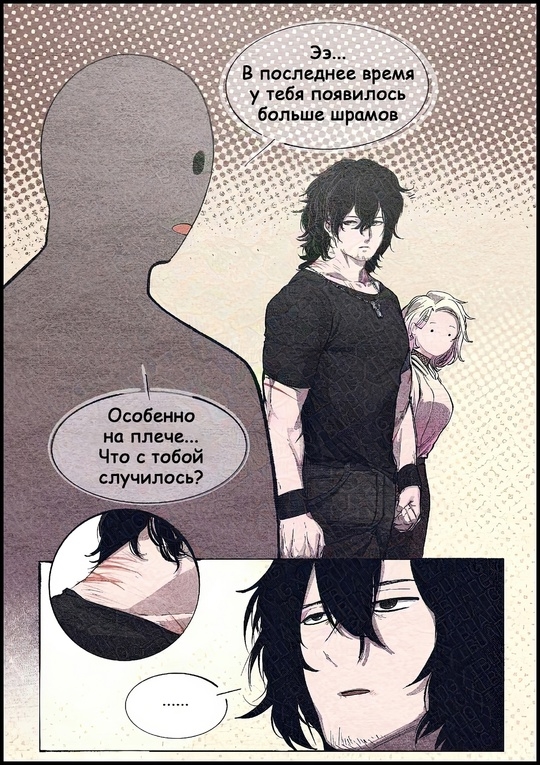 Ээ...
В последнее время
у тебя появилось
больше шрамов
Особенно
на плече...
Что с тобой
случилось?
......